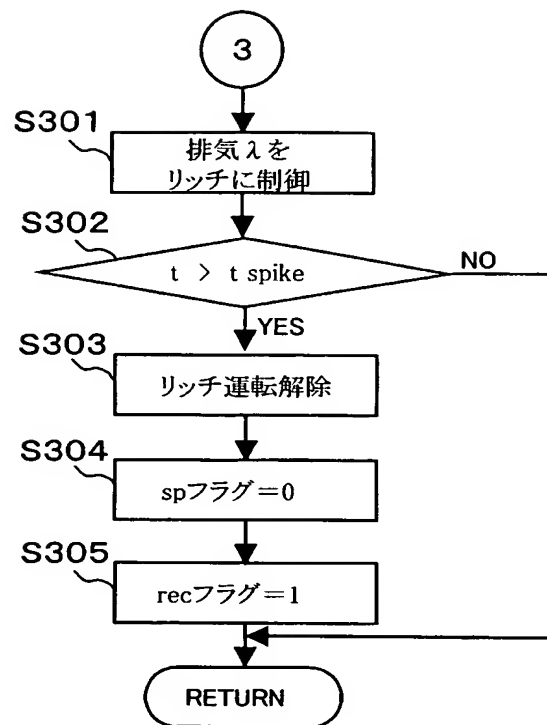 3
S301
排気λを
リッチに制御
S302
t > t spike
NO
YES
S303
リッチ運転解除
S304
spフラグ=0
S305
recフラグ=1
RETURN